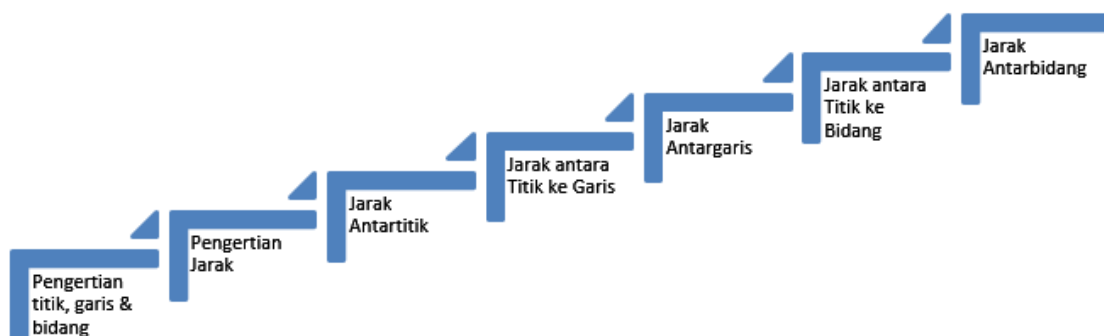 Pengertian
titik, garis &
bidang
Pengertian
Jarak
Jarak
Antartitik
Jarak antara
Titik ke Garis
Jarak
Antargaris
Jarak antara
Titik ke
Bidang
Jarak
Antarbidang